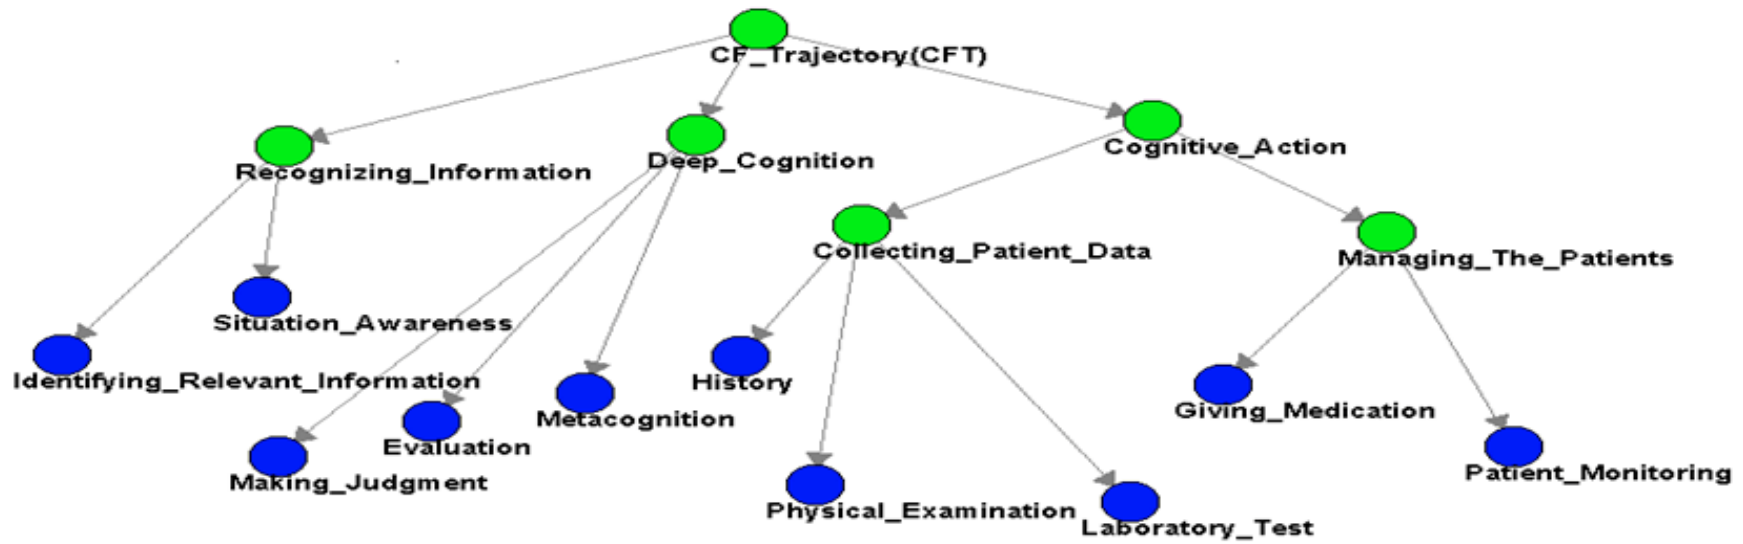 CF_Trajectory(CFT)
Cognitive_Action
Deep_Cognition
Recognizing_Information
Collecting_Patient_Data
Managing_The_Patients
Situation_Awareness
Identifying_Relevant_Information
History
Giving_Medication
Metacognition
Evaluation
Patient_Monitoring
Making_Judgment
Physical_Examination
Laboratory_Test